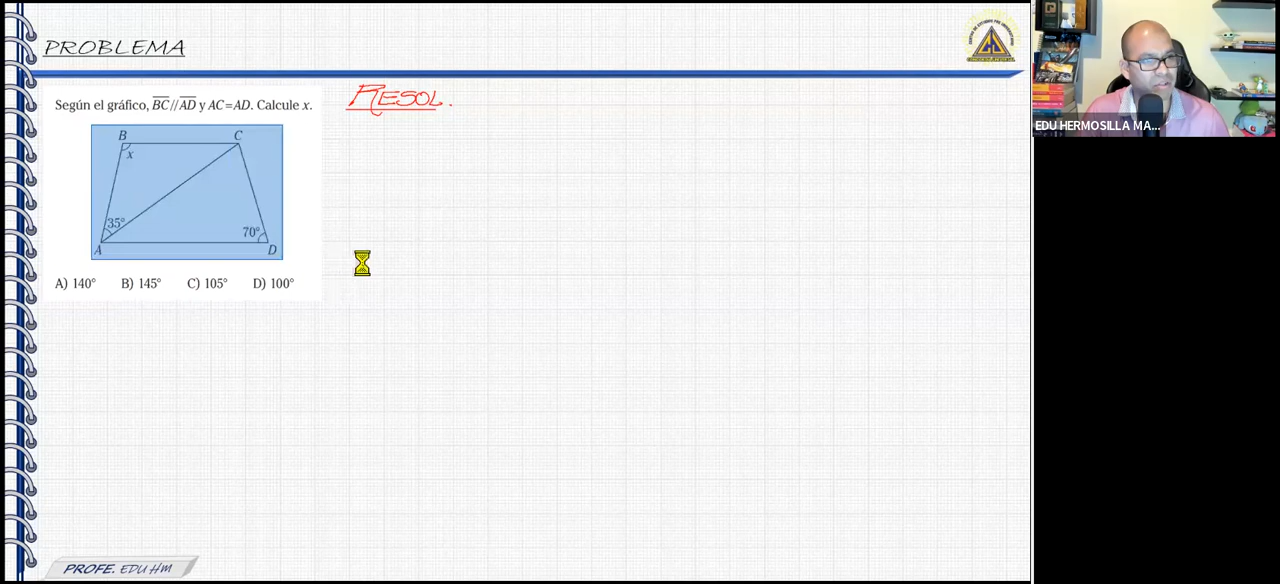 PROBLEMA
Según el gráfico, BC//AD y AC=AD. Calcule x.
B
C
x
35°
70°
A
D
A) 140° B) 145° C) 105° D) 100°
RESOL.
EDU HERMOSILLA MA...
PROFE. EDU HM